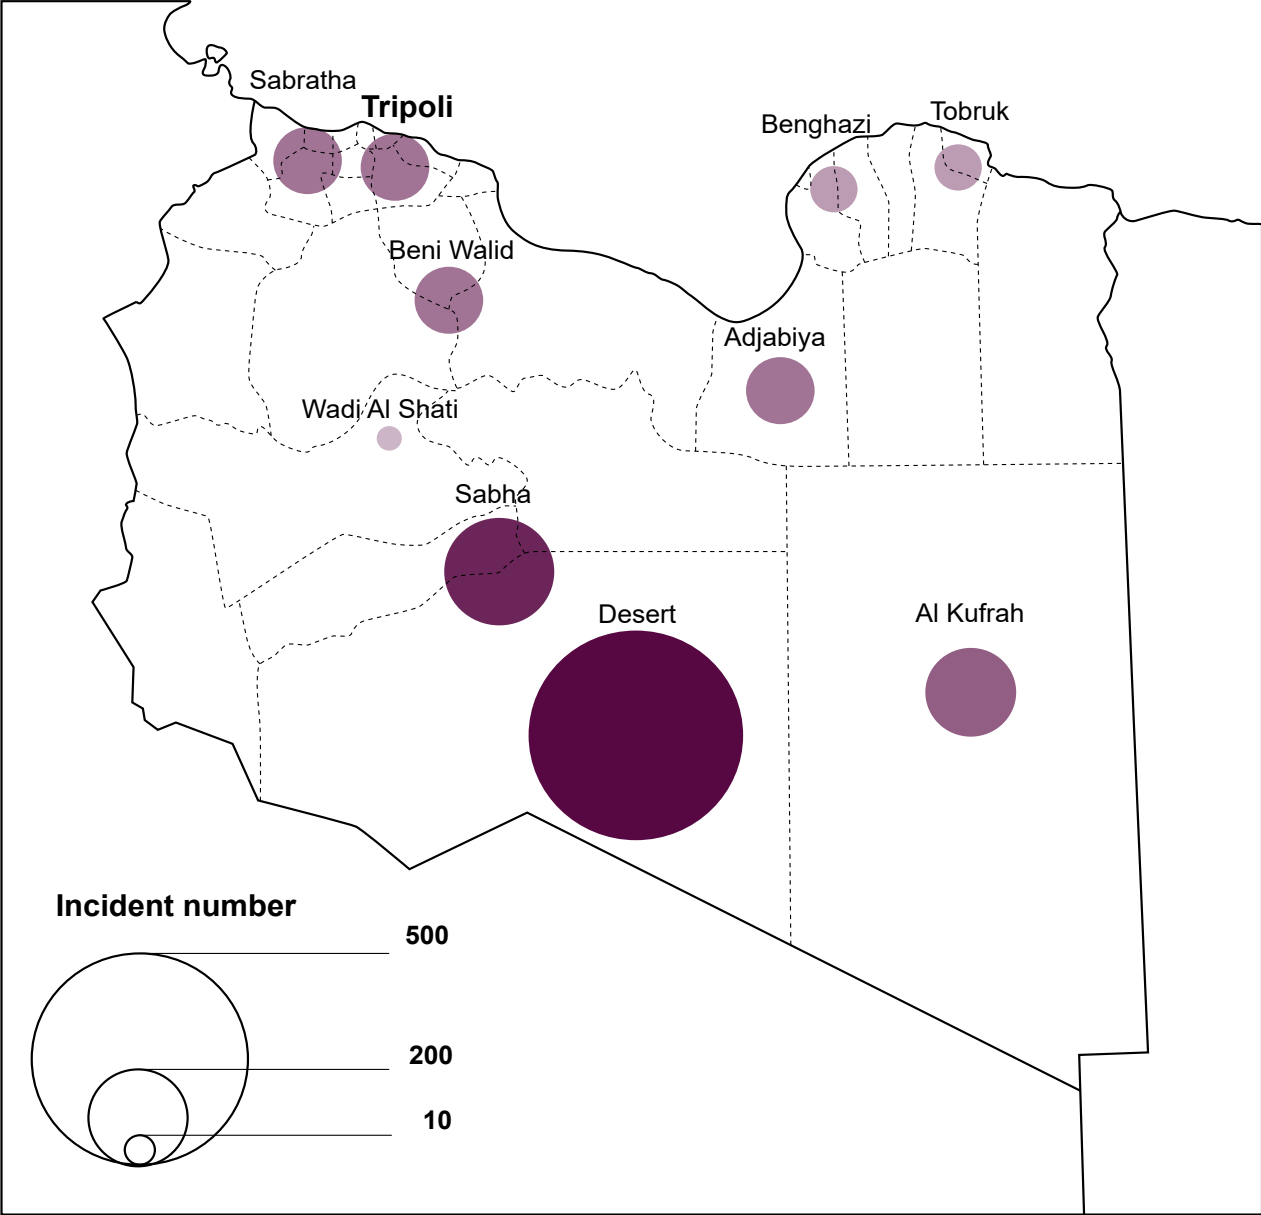 Sabratha
Tripoli
Benghazi
Tobruk
Beni Walid
Adjabiya
Wadi Al Shati
Sabha
Desert
Al Kufrah
Incident number
500
200
10